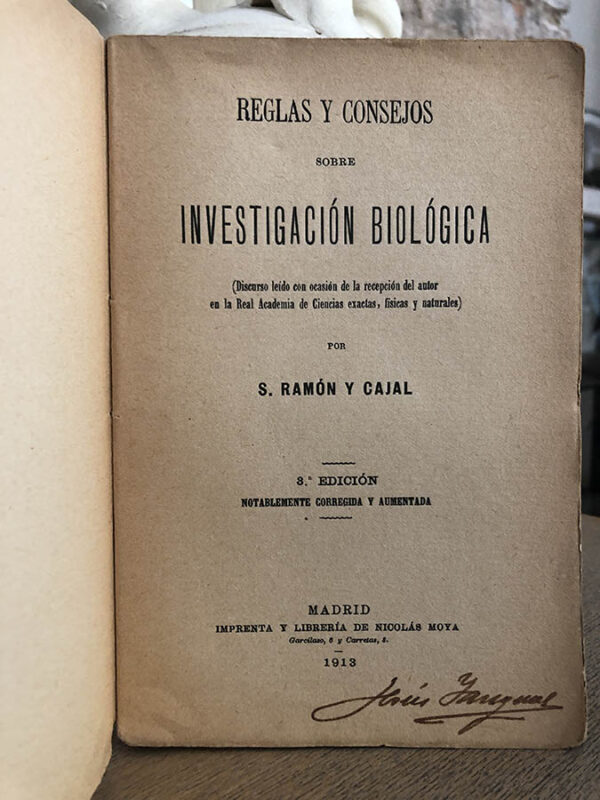 REGLAS Y CONSEJOS
SOBRE
INVESTIGACIÓN BIOLÓGICA
(Discurso leído con ocasión de la recepción del autor
en la Real Academia de Ciencias exactas, físicas y naturales)
POR
S. RAMÓN Y CAJAL
3.ª EDICIÓN
NOTABLEMENTE CORREGIDA Y AUMENTADA
MADRID
IMPRENTA Y LIBRERÍA DE NICOLÁS MOYA
Garcilaso, 6 y Carretas, 8.
1913
Jesús